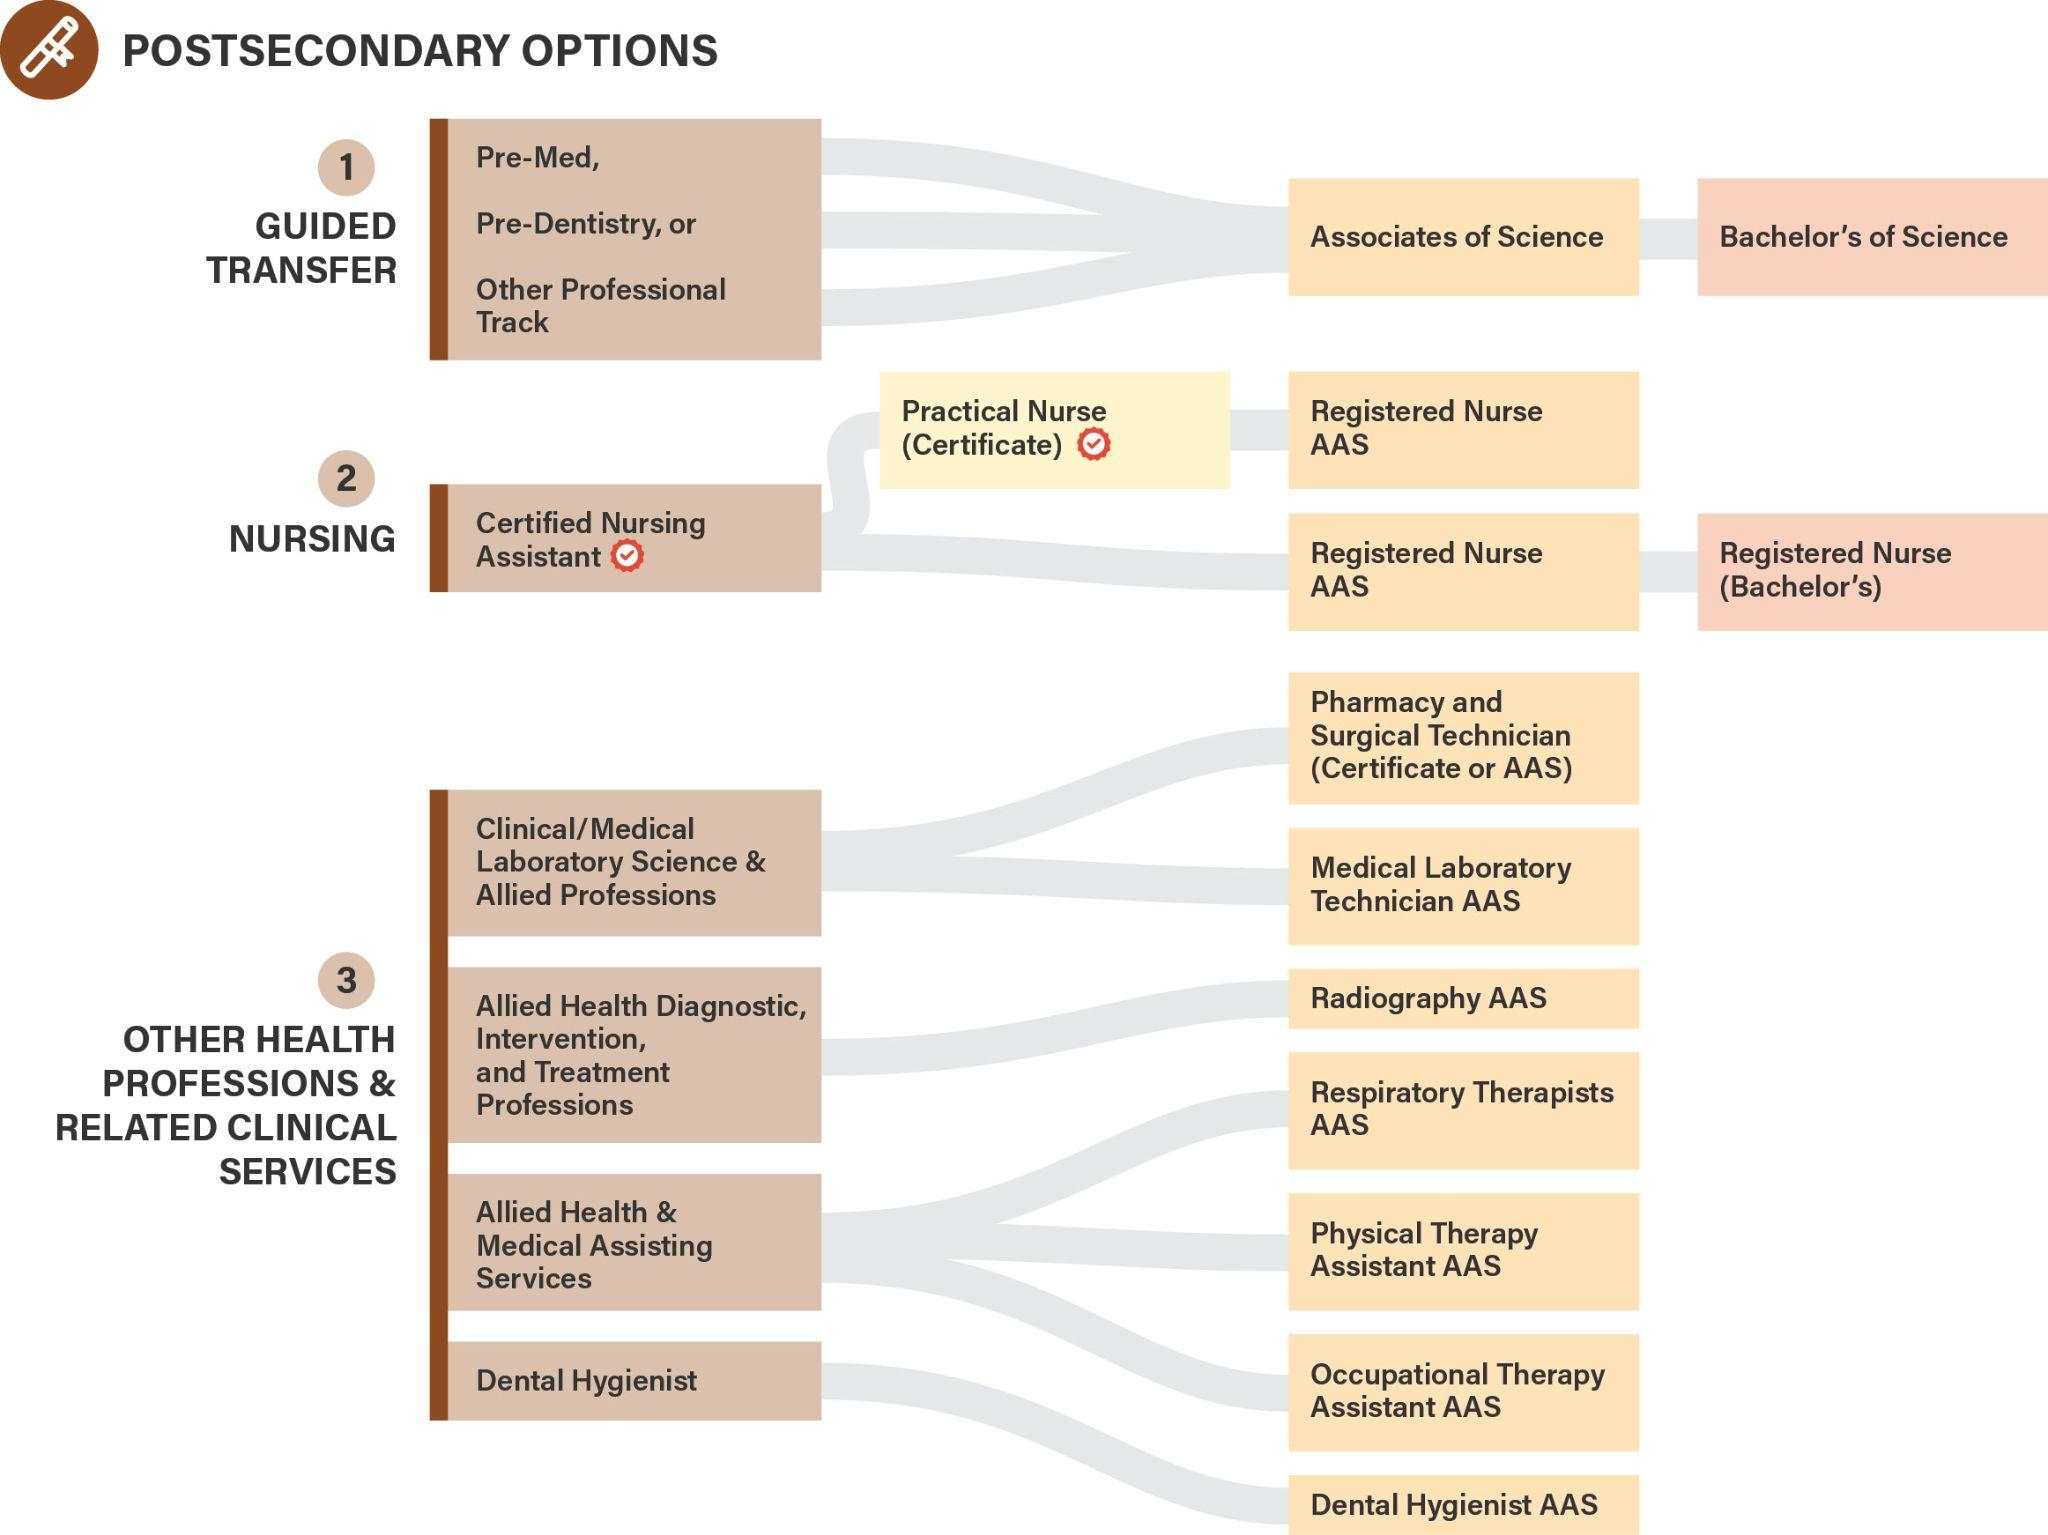 POSTSECONDARY OPTIONS
1
GUIDED
TRANSFER
Pre-Med,
Pre-Dentistry, or
Other Professional
Track
Associates of Science
Bachelor’s of Science
2
NURSING
Certified Nursing
Assistant
Practical Nurse
(Certificate)
Registered Nurse
AAS
Registered Nurse
AAS
Registered Nurse
(Bachelor’s)
3
OTHER HEALTH
PROFESSIONS &
RELATED CLINICAL
SERVICES
Clinical/Medical
Laboratory Science &
Allied Professions
Allied Health Diagnostic,
Intervention,
and Treatment
Professions
Allied Health &
Medical Assisting
Services
Dental Hygienist
Pharmacy and
Surgical Technician
(Certificate or AAS)
Medical Laboratory
Technician AAS
Radiography AAS
Respiratory Therapists
AAS
Physical Therapy
Assistant AAS
Occupational Therapy
Assistant AAS
Dental Hygienist AAS